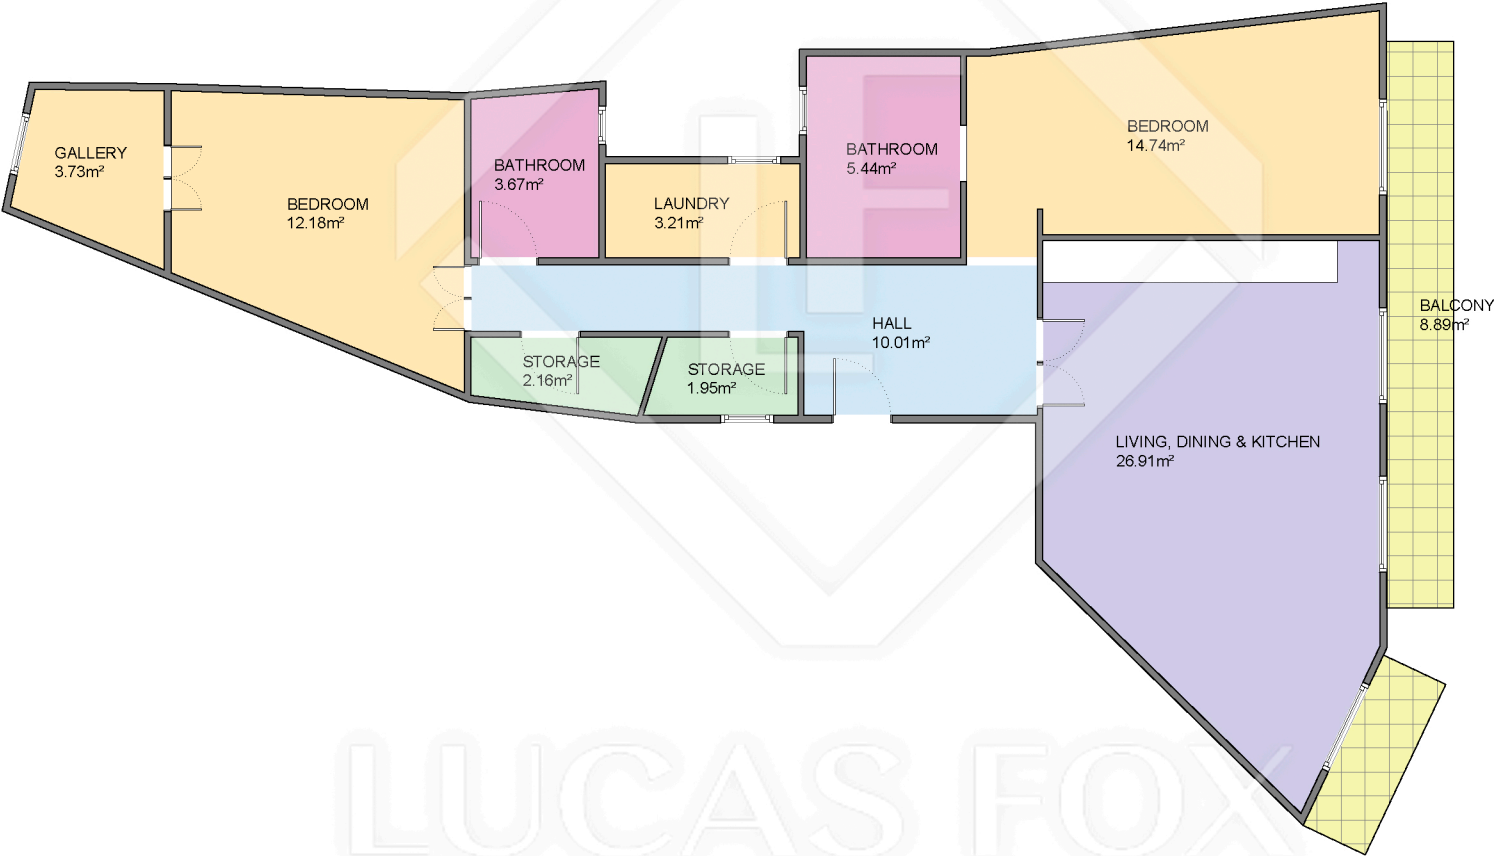 GALLERY
3.73m²
BEDROOM
12.18m²
BATHROOM
3.67m²
LAUNDRY
3.21m²
BATHROOM
5.44m²
BEDROOM
14.74m²
HALL
10.01m²
STORAGE
2.16m²
STORAGE
1.95m²
BALCONY
8.89m²
LIVING, DINING & KITCHEN
26.91m²
LF
LUCAS FOX